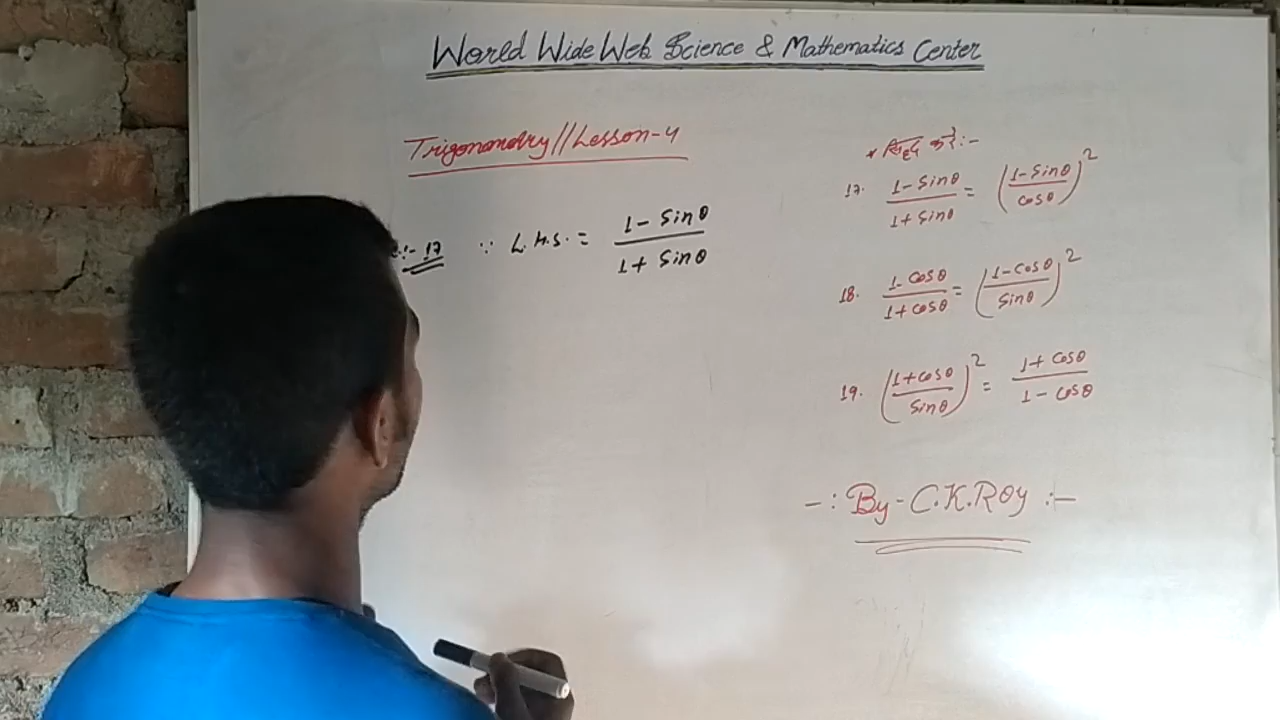 World Wide Web Science & Mathematics Center
Trigonomdry//Lesson-4
:- 17 ∵ L.H.S. = (1 - Sinθ)/(1 + Sinθ)
* सिद्ध करें:-
17. (1 - Sinθ)/(1 + Sinθ) = ((1 - Sinθ)/cosθ)²
18. (1 - Cosθ)/(1 + cosθ) = ((1 - Cosθ)/Sinθ)²
19. ((1 + cosθ)/Sinθ)² = (1 + Cosθ)/(1 - Cosθ)
-: By - C.K.ROY :-